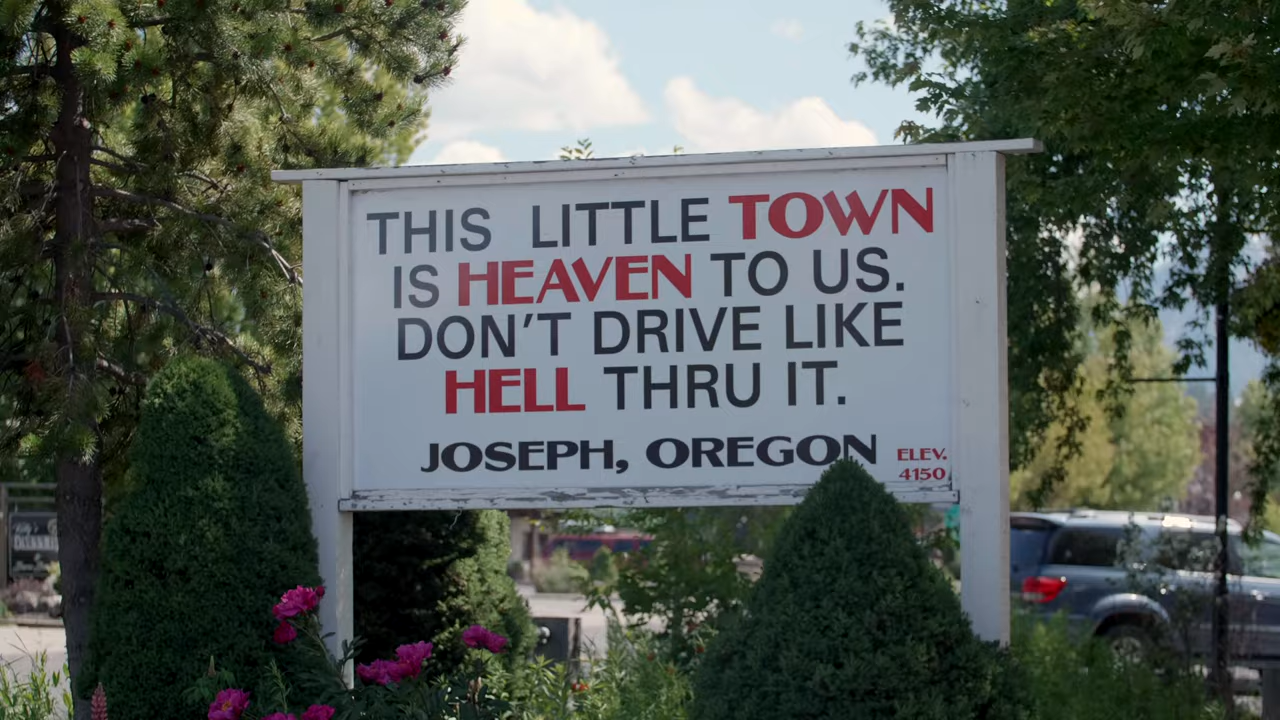 THIS LITTLE TOWN
IS HEAVEN TO US.
DON'T DRIVE LIKE
HELL THRU IT.
JOSEPH, OREGON
ELEV.
4150